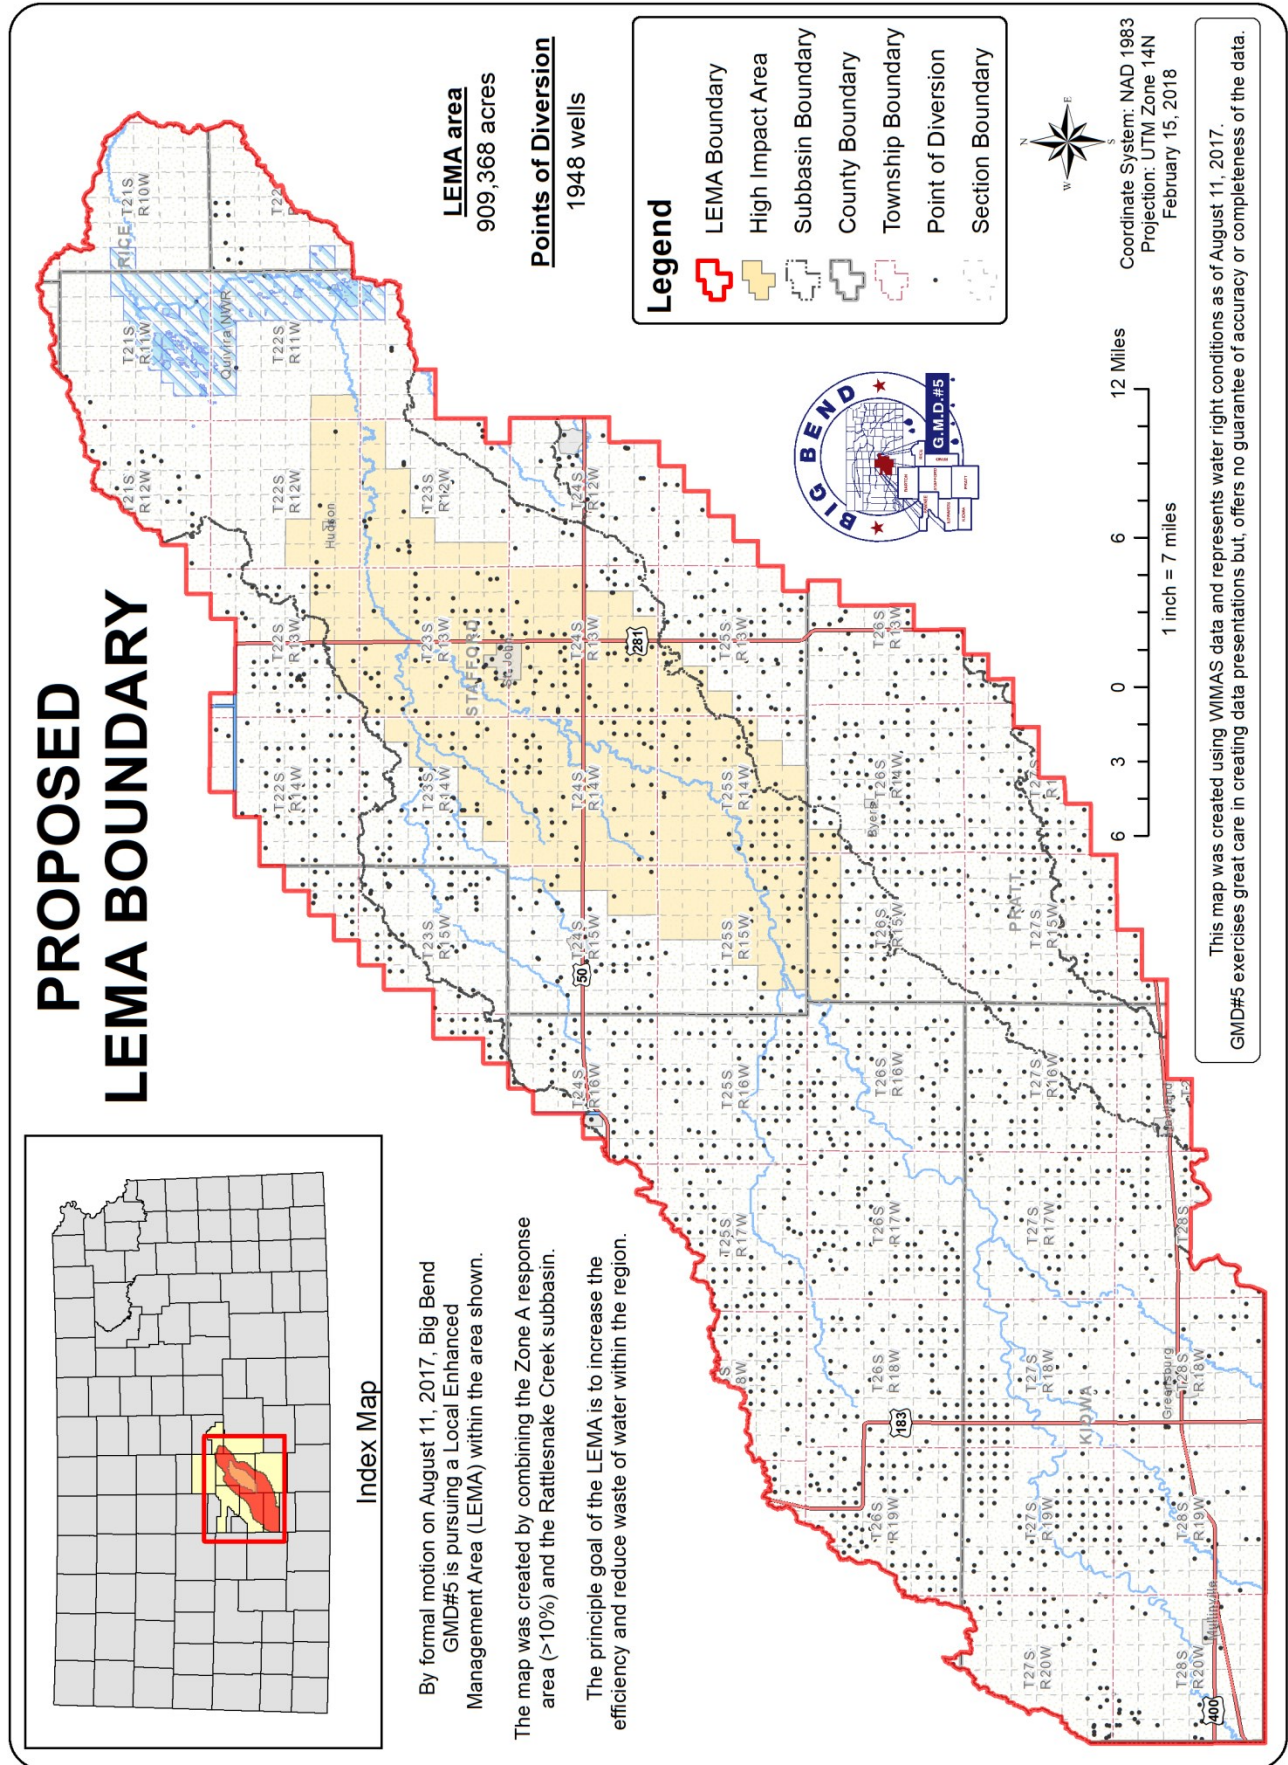 PROPOSED
LEMA BOUNDARY
Index Map
By formal motion on August 11, 2017, Big Bend
GMD#5 is pursuing a Local Enhanced
Management Area (LEMA) within the area shown.
The map was created by combining the Zone A response
area (>10%) and the Rattlesnake Creek subbasin.
The principle goal of the LEMA is to increase the
efficiency and reduce waste of water within the region.
LEMA area
909,368 acres
Points of Diversion
1948 wells
Legend
LEMA Boundary
High Impact Area
Subbasin Boundary
County Boundary
Township Boundary
Point of Diversion
Section Boundary
N
W
E
S
Coordinate System: NAD 1983
Projection: UTM Zone 14N
February 15, 2018
BIG BEND
G.M.D.#5
6 3 0 6 12 Miles
1 inch = 7 miles
This map was created using WIMAS data and represents water right conditions as of August 11, 2017.
GMD#5 exercises great care in creating data presentations but, offers no guarantee of accuracy or completeness of the data.
RICE
T21S
R10W
T22
T21S
R11W
Quivira NWR
T22S
R11W
T21S
R12W
T22S
R12W
Hudson
T23S
R12W
T24S
R12W
T22S
R13W
T23S
R13W
STAFFORD
St. John
T24S
R13W
281
T25S
R13W
T26S
R13W
T22S
R14W
T23S
R14W
T24S
R14W
T25S
R14W
T26S
R14W
Byers
T27S
R1
T23S
R15W
T24S
R15W
50
T25S
R15W
T26S
R15W
T27S
R15W
PRATT
T24S
R16W
T25S
R16W
T26S
R16W
T27S
R16W
Haviland
T25S
R17W
T26S
R17W
T27S
R17W
T28S
S
8W
T26S
R18W
T27S
R18W
T28S
R18W
Greensburg
183
KIOWA
T26S
R19W
T27S
R19W
T28S
R19W
Mullinville
T27S
R20W
T28S
R20W
400